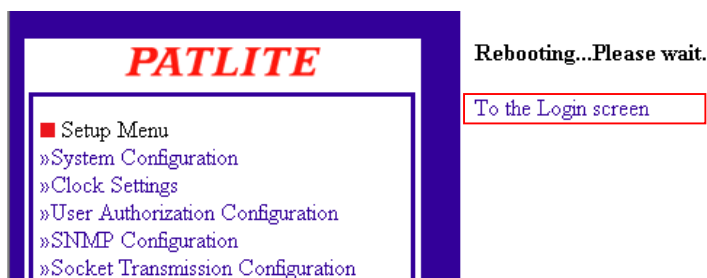 PATLITE
■ Setup Menu
»System Configuration
»Clock Settings
»User Authorization Configuration
»SNMP Configuration
»Socket Transmission Configuration
Rebooting...Please wait.
To the Login screen